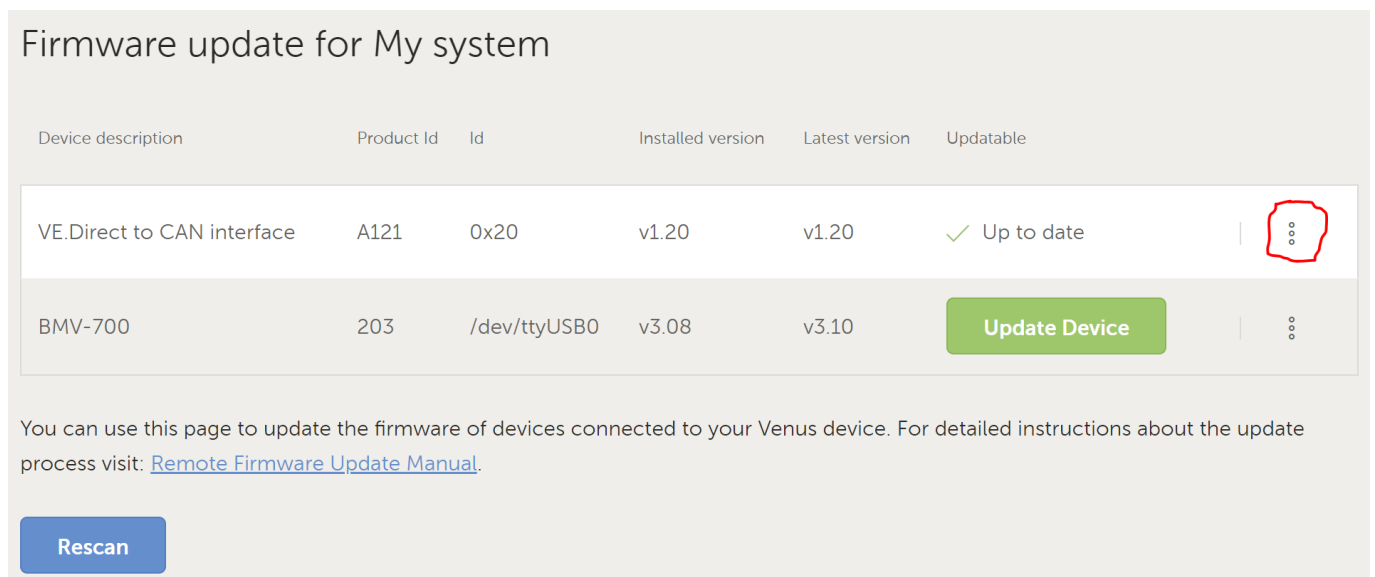 Firmware update for My system
Device description Product Id Id Installed version Latest version Updatable
VE.Direct to CAN interface A121 0x20 v1.20 v1.20 Up to date
BMV-700 203 /dev/ttyUSB0 v3.08 v3.10 Update Device
You can use this page to update the firmware of devices connected to your Venus device. For detailed instructions about the update
process visit: Remote Firmware Update Manual.
Rescan